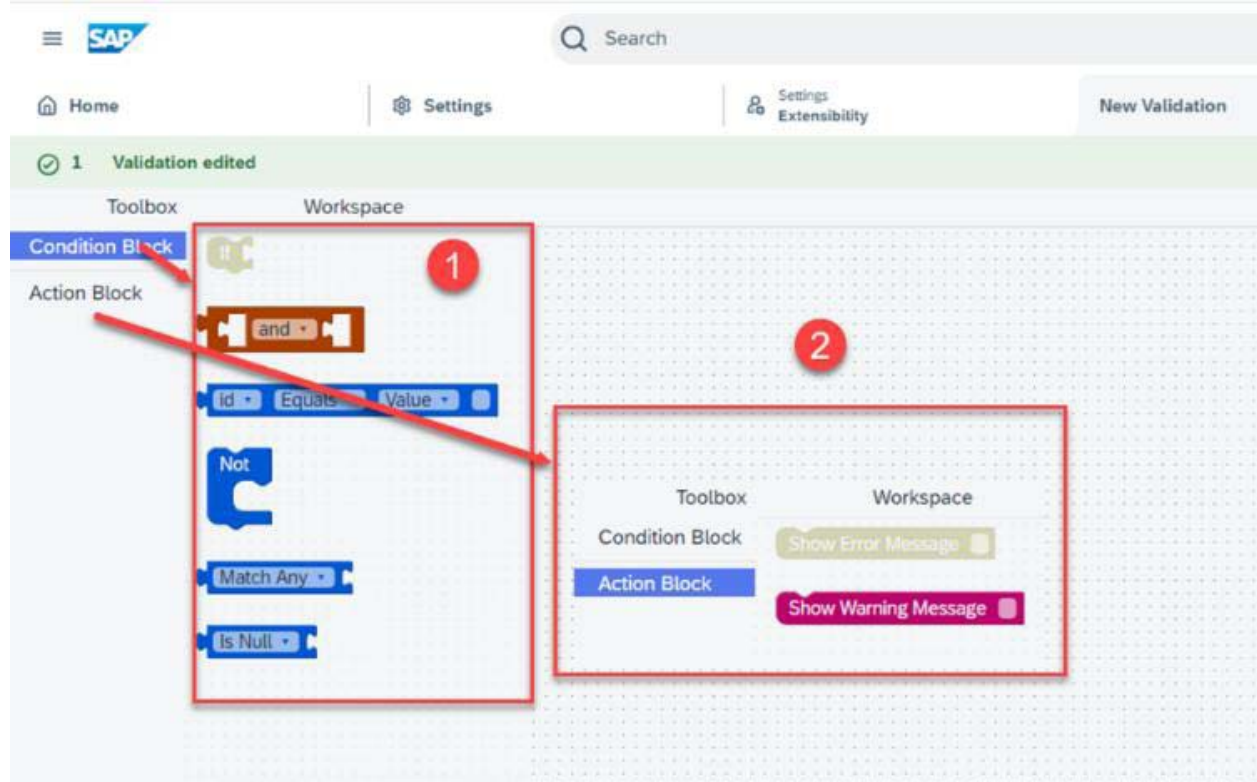 SAP
Search
Home
Settings
Settings
Extensibility
New Validation
1 Validation edited
Toolbox Workspace
Condition Block
If
1
Action Block
and
2
id Equals Value
Not
Toolbox Workspace
Condition Block
Show Error Message
Match Any
Action Block
Show Warning Message
Is Null